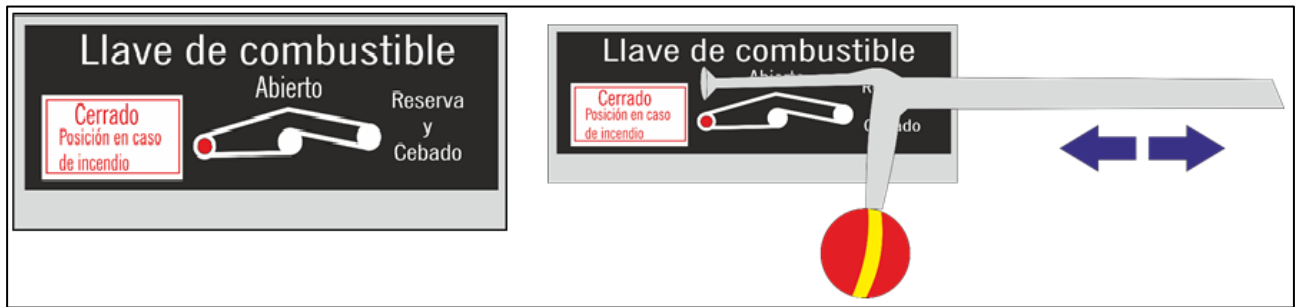 Llave de combustible
Abierto
Cerrado
Posición en caso
de incendio
Reserva
y
Cebado
Llave de combustible
Cerrado
Posición en caso
de incendio